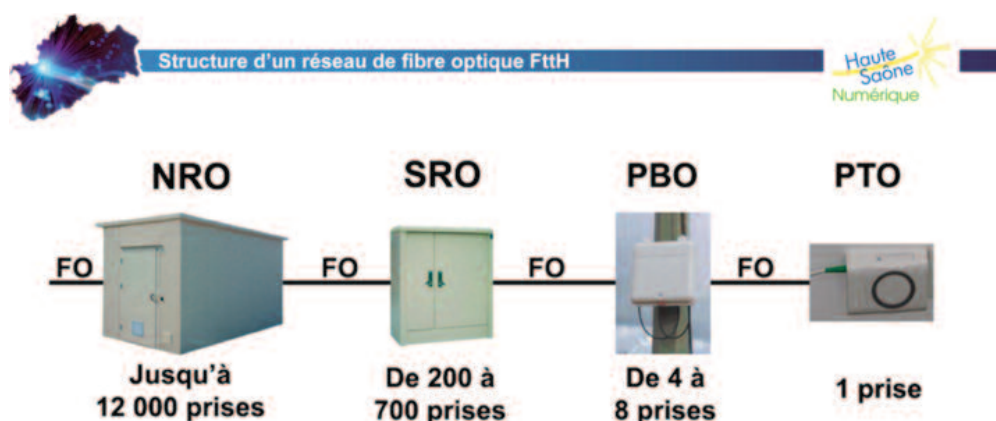 Structure d'un réseau de fibre optique FttH
Haute
Saône
Numérique
NRO
SRO
PBO
PTO
FO
FO
FO
FO
Jusqu'à
12 000 prises
De 200 à
700 prises
De 4 à
8 prises
1 prise